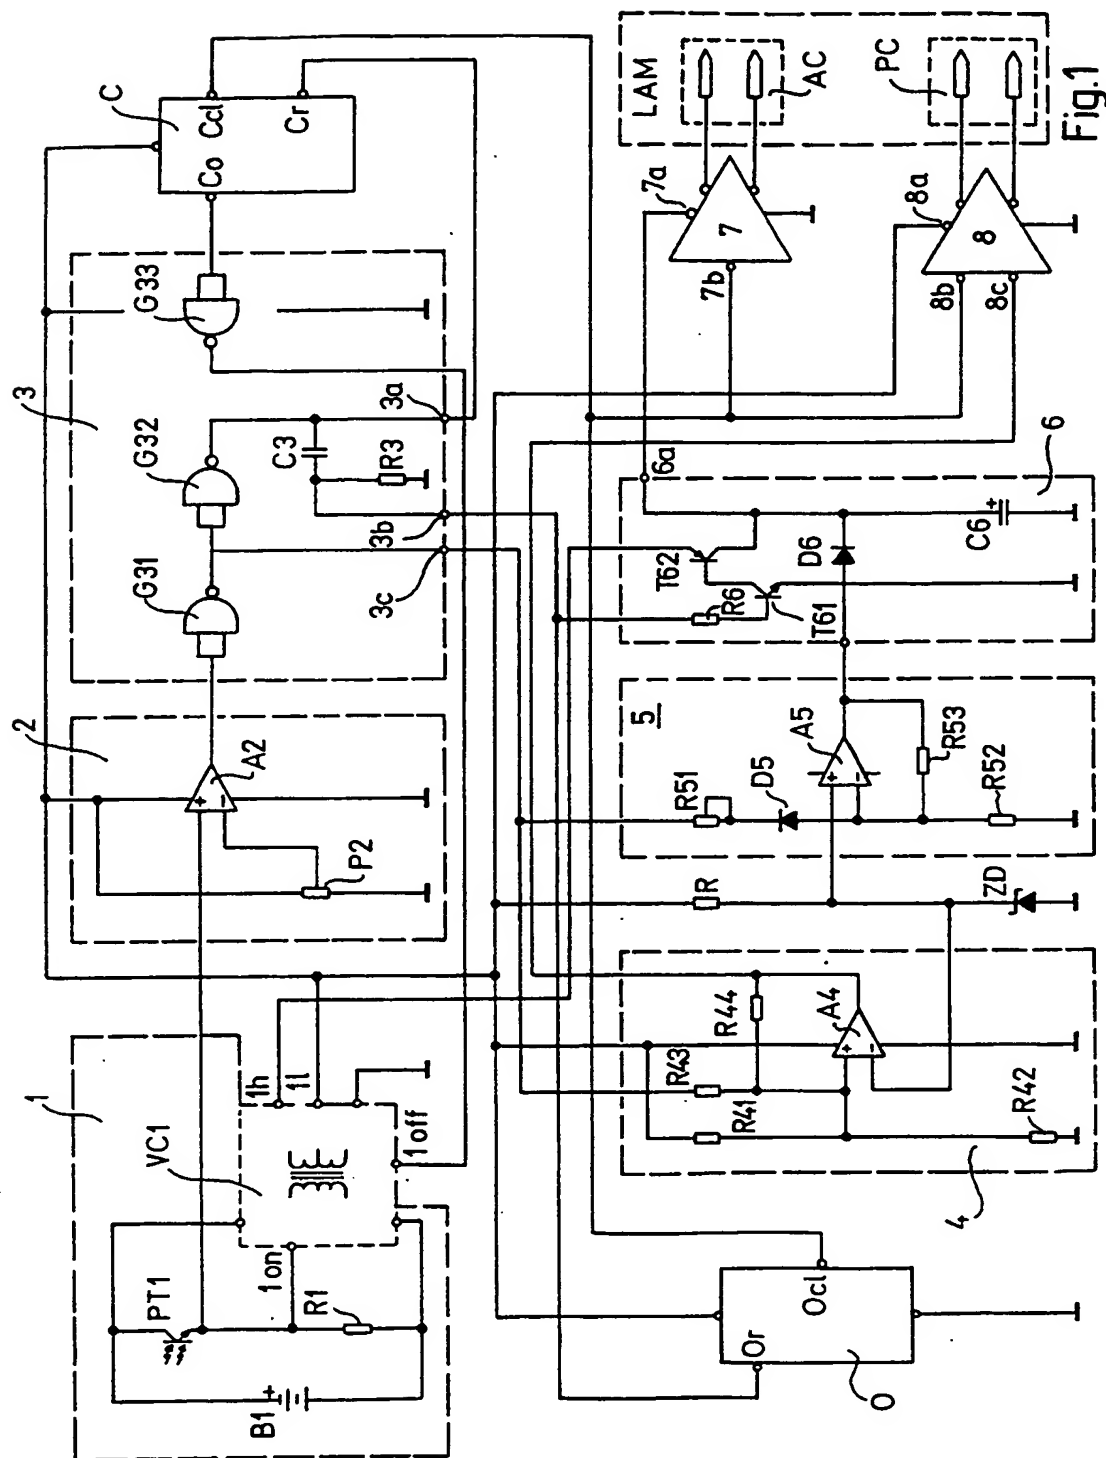 1
VC1
PT1
B1
1on
R1
1h
1l
1off
2
A2
P2
3
G31
G32
G33
C3
R3
3a
3b
3c
C
Co
Ccl
Cr
O
Or
Ocl
4
R41
R42
R43
R44
A4
R
ZD
5
R51
D5
A5
R53
R52
6
6a
T62
R6
T61
D6
C6
7
7a
7b
8
8a
8b
8c
LAM
AC
PC
Fig.1